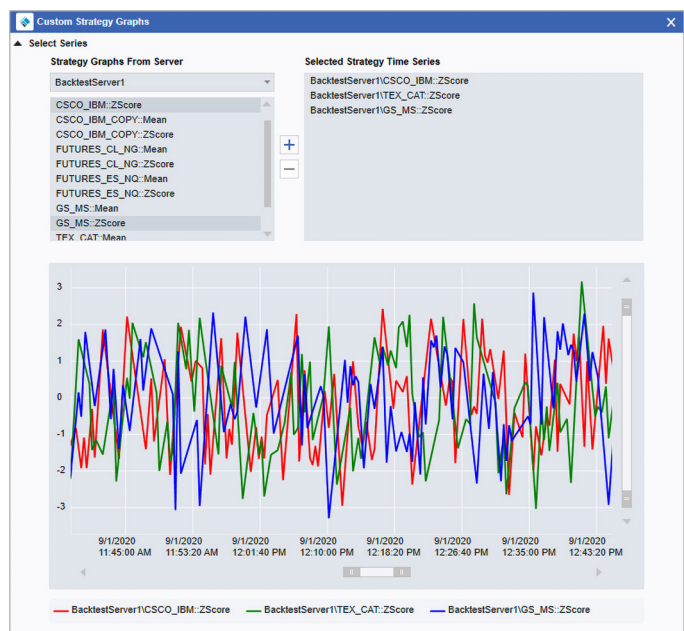 Custom Strategy Graphs
Select Series
Strategy Graphs From Server
Selected Strategy Time Series
BacktestServer1
CSCO_IBM::ZScore
CSCO_IBM_COPY::Mean
CSCO_IBM_COPY::ZScore
FUTURES_CL_NG::Mean
FUTURES_CL_NG::ZScore
FUTURES_ES_NQ::Mean
FUTURES_ES_NQ::ZScore
GS_MS::Mean
GS_MS::ZScore
TEX_CAT::Mean
BacktestServer1\CSCO_IBM::ZScore
BacktestServer1\TEX_CAT::ZScore
BacktestServer1\GS_MS::ZScore
3
2
1
0
-1
-2
-3
9/1/2020 9/1/2020 9/1/2020 9/1/2020 9/1/2020 9/1/2020 9/1/2020 9/1/2020
11:45:00 AM 11:53:20 AM 12:01:40 PM 12:10:00 PM 12:18:20 PM 12:26:40 PM 12:35:00 PM 12:43:20 PM
BacktestServer1\CSCO_IBM::ZScore BacktestServer1\TEX_CAT::ZScore BacktestServer1\GS_MS::ZScore